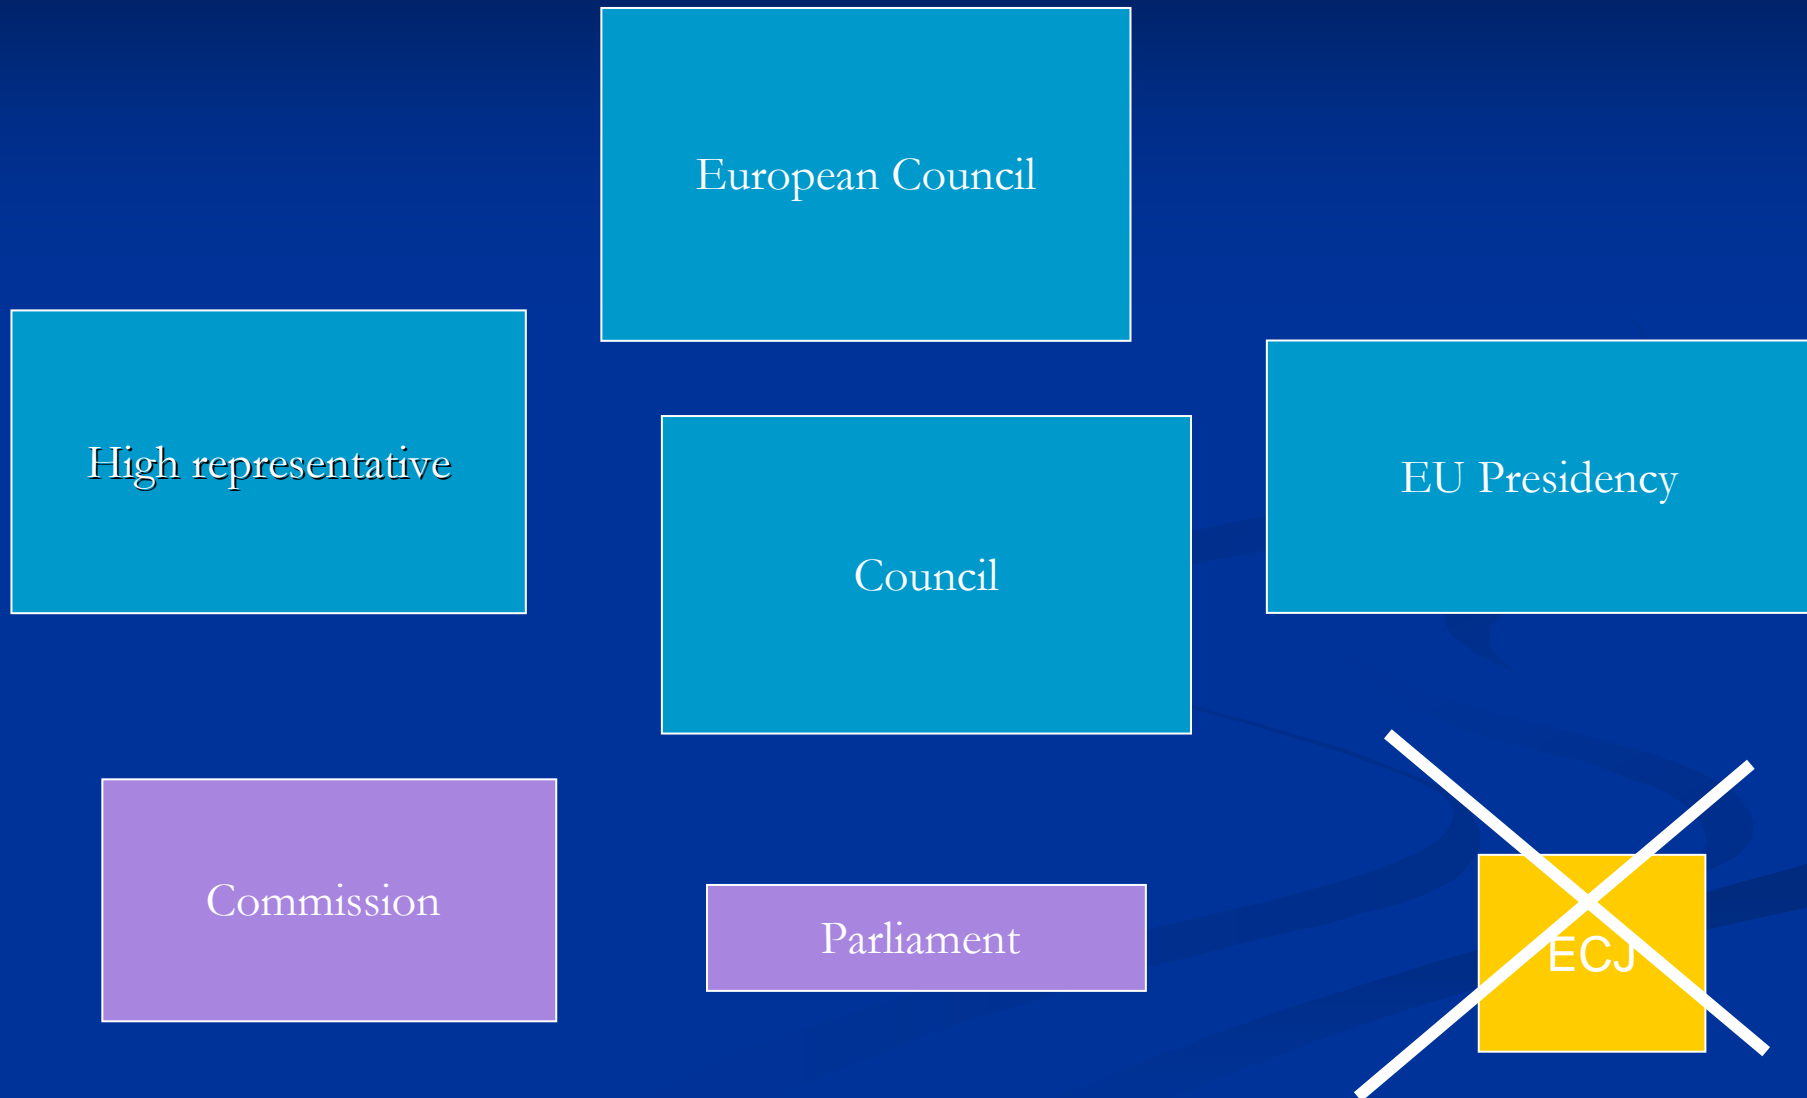 European Council
High representative
EU Presidency
Council
Commission
Parliament
ECJ